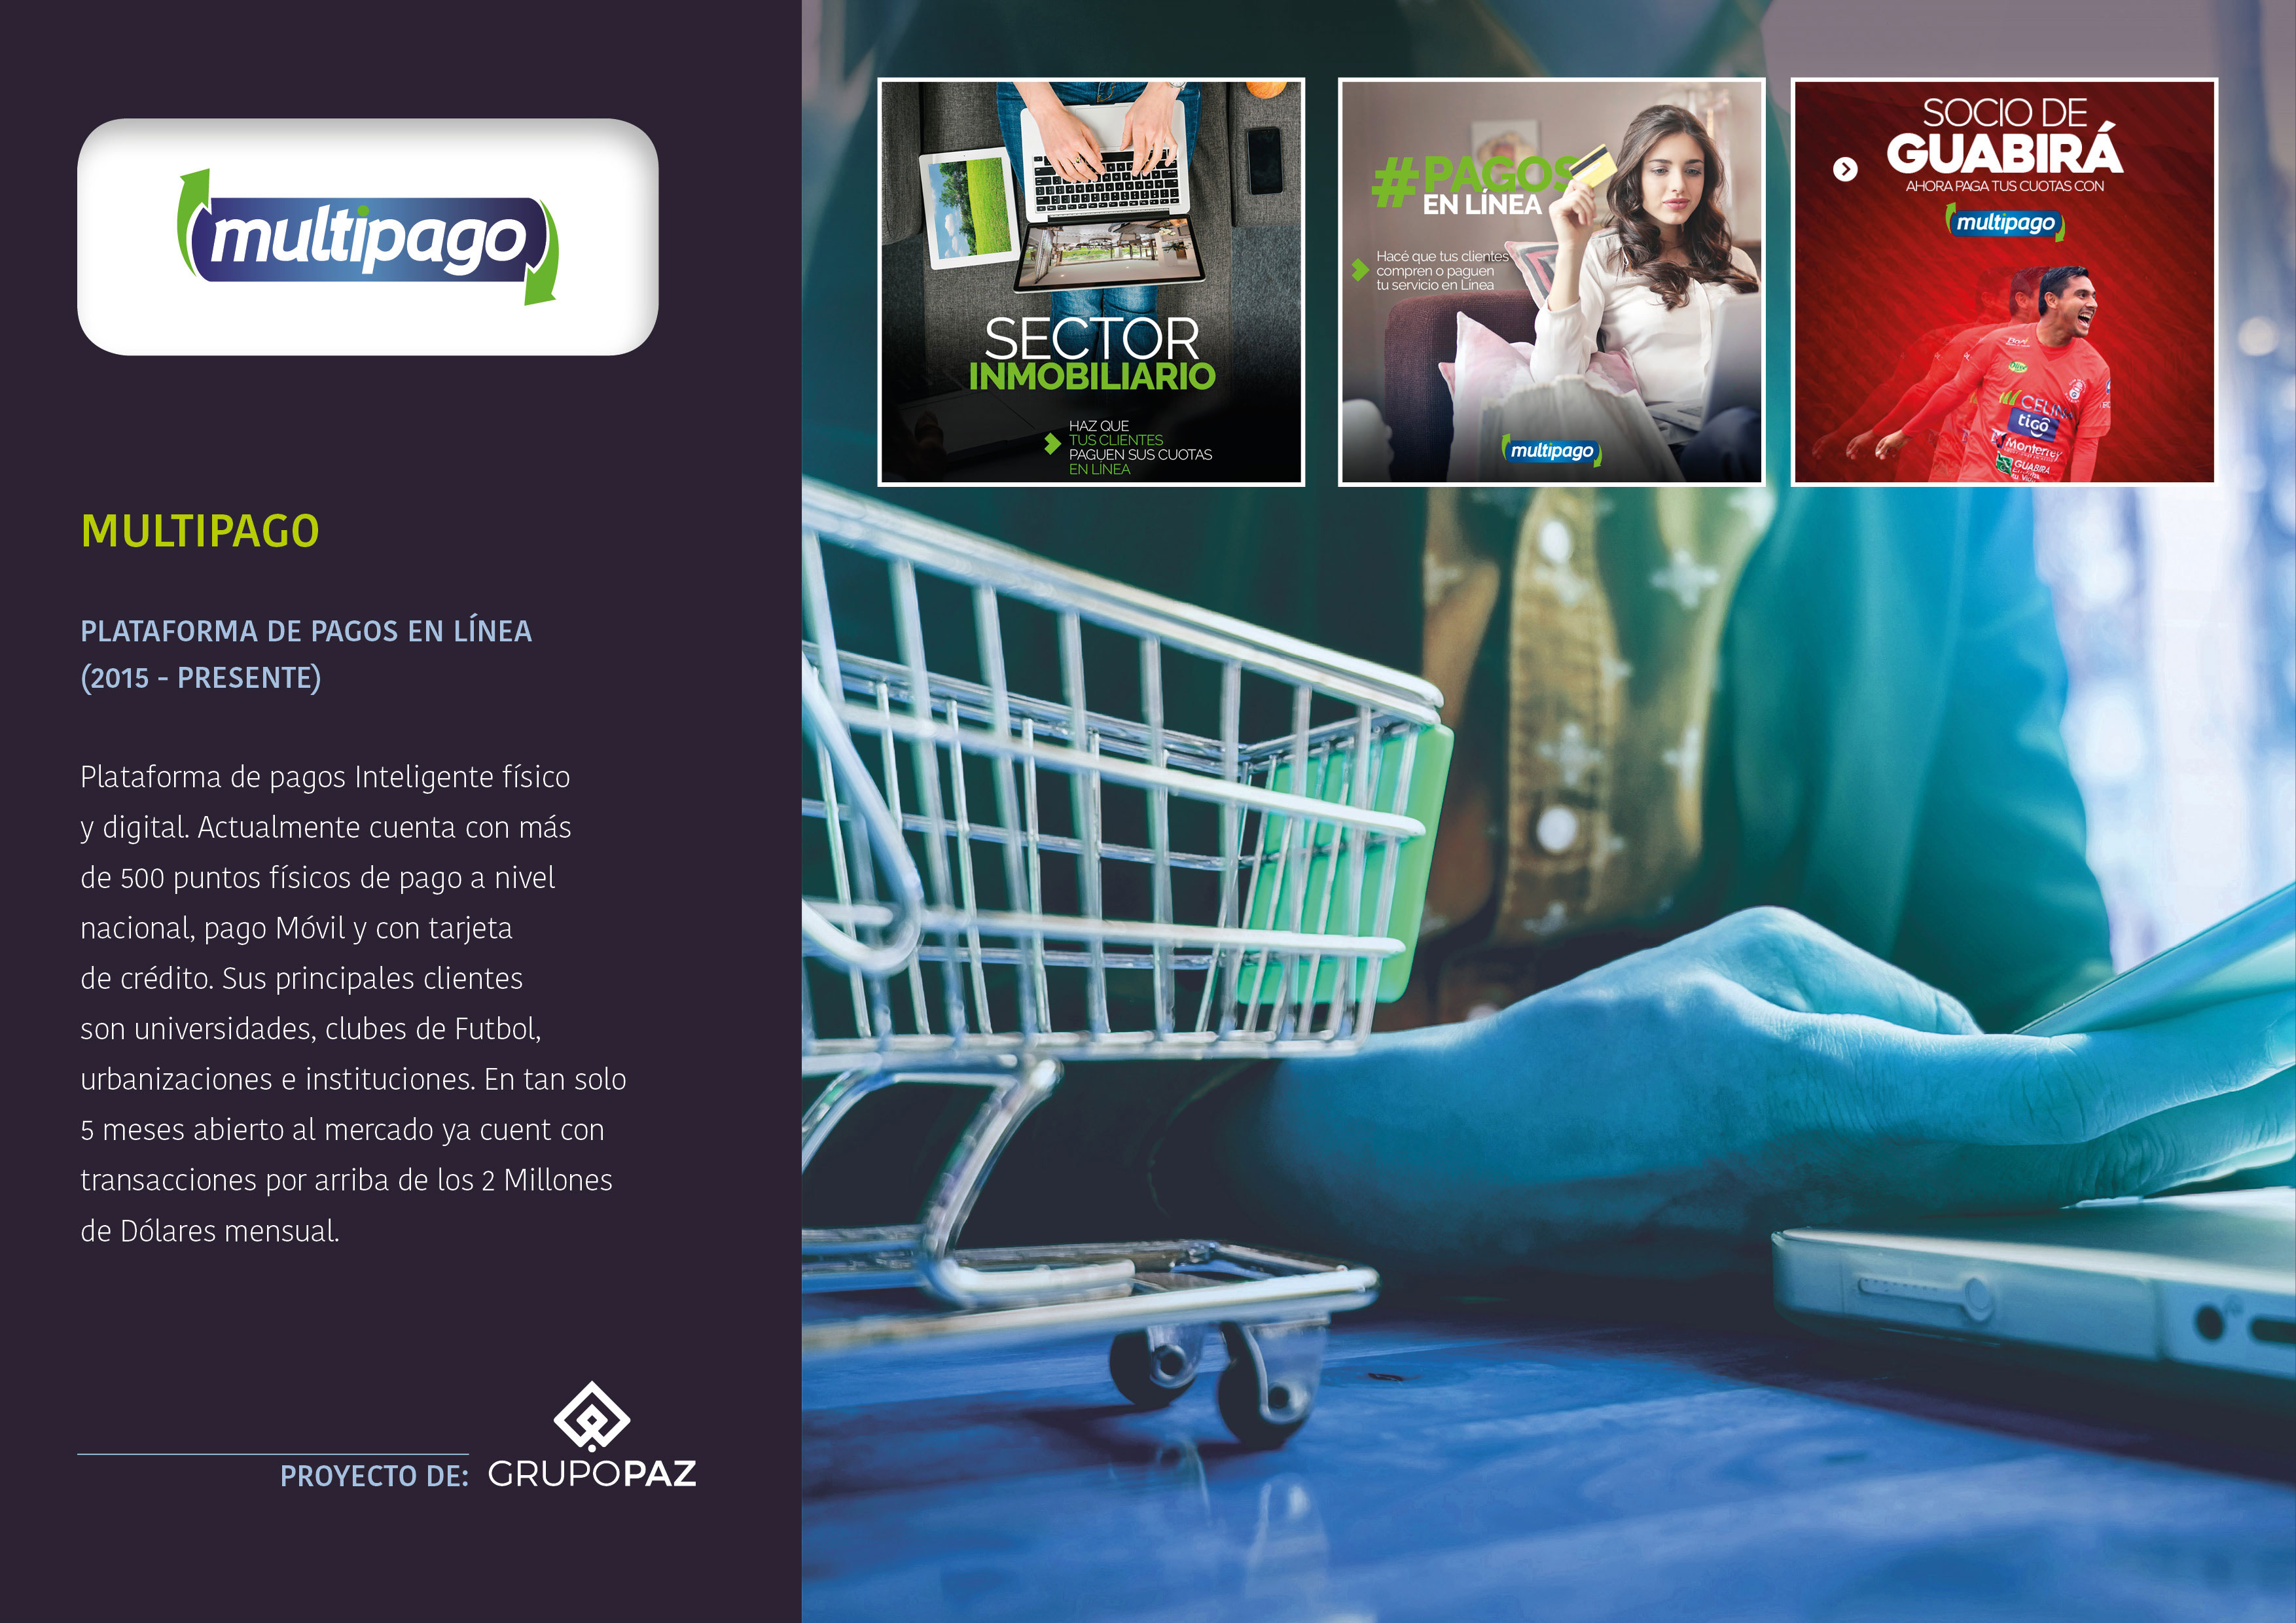 multipago
MULTIPAGO
PLATAFORMA DE PAGOS EN LÍNEA
(2015 - PRESENTE)
Plataforma de pagos Inteligente físico
y digital. Actualmente cuenta con más
de 500 puntos físicos de pago a nivel
nacional, pago Móvil y con tarjeta
de crédito. Sus principales clientes
son universidades, clubes de Futbol,
urbanizaciones e instituciones. En tan solo
5 meses abierto al mercado ya cuent con
transacciones por arriba de los 2 Millones
de Dólares mensual.
PROYECTO DE: GRUPOPAZ
SECTOR
INMOBILIARIO
HAZ QUE
TUS CLIENTES
PAGUEN SUS CUOTAS
EN LÍNEA
#PAGOS
EN LÍNEA
Hacé que tus clientes
compren o paguen
tu servicio en Línea
multipago
SOCIO DE
GUABIRÁ
AHORA PAGA TUS CUOTAS CON
multipago
tigo
Monterrey
GUABIRA